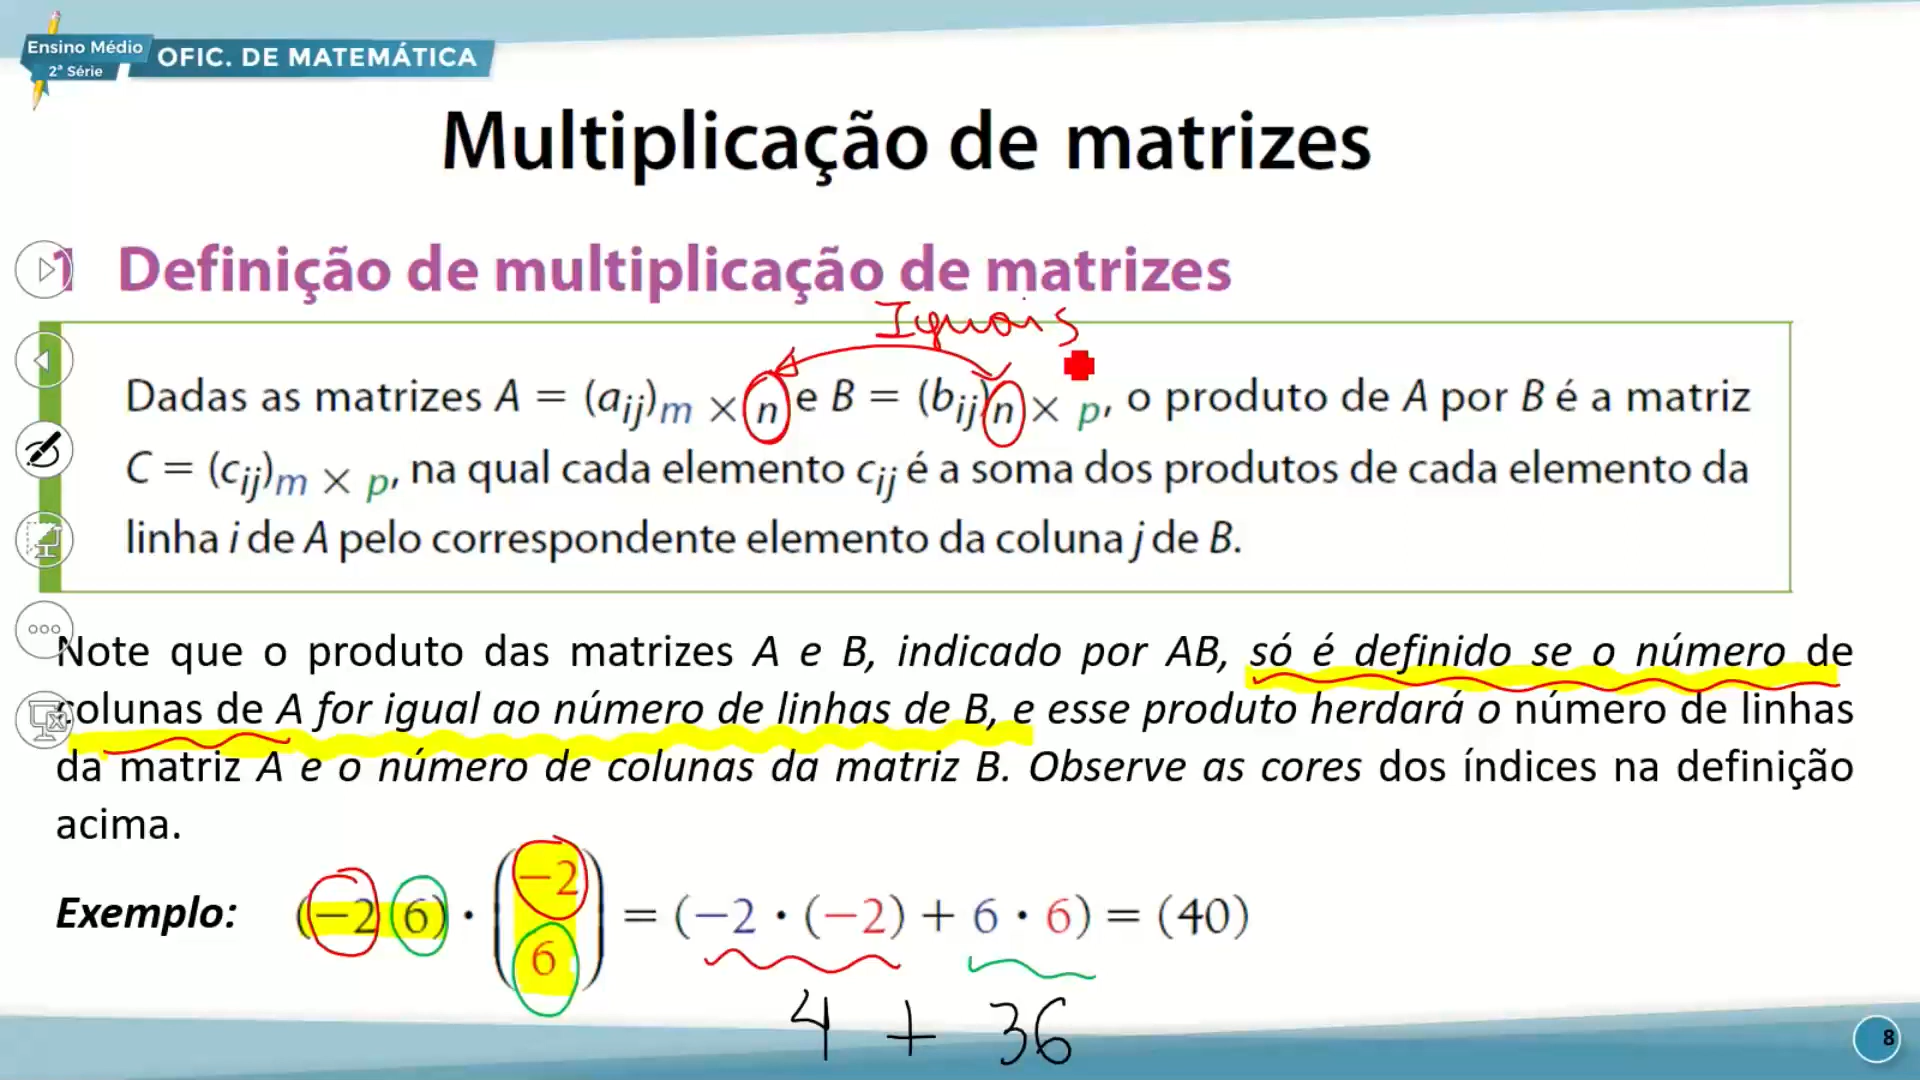 Ensino Médio
2ª Série
OFIC. DE MATEMÁTICA
Multiplicação de matrizes
1 Definição de multiplicação de matrizes
Iguais
Dadas as matrizes A = (aij)m × n e B = (bij)n × p, o produto de A por B é a matriz
C = (cij)m × p, na qual cada elemento cij é a soma dos produtos de cada elemento da
linha i de A pelo correspondente elemento da coluna j de B.
Note que o produto das matrizes A e B, indicado por AB, só é definido se o número de
colunas de A for igual ao número de linhas de B, e esse produto herdará o número de linhas
da matriz A e o número de colunas da matriz B. Observe as cores dos índices na definição
acima.
Exemplo: (−2 6) · (−2 6) = (−2 · (−2) + 6 · 6) = (40)
4 + 36
8